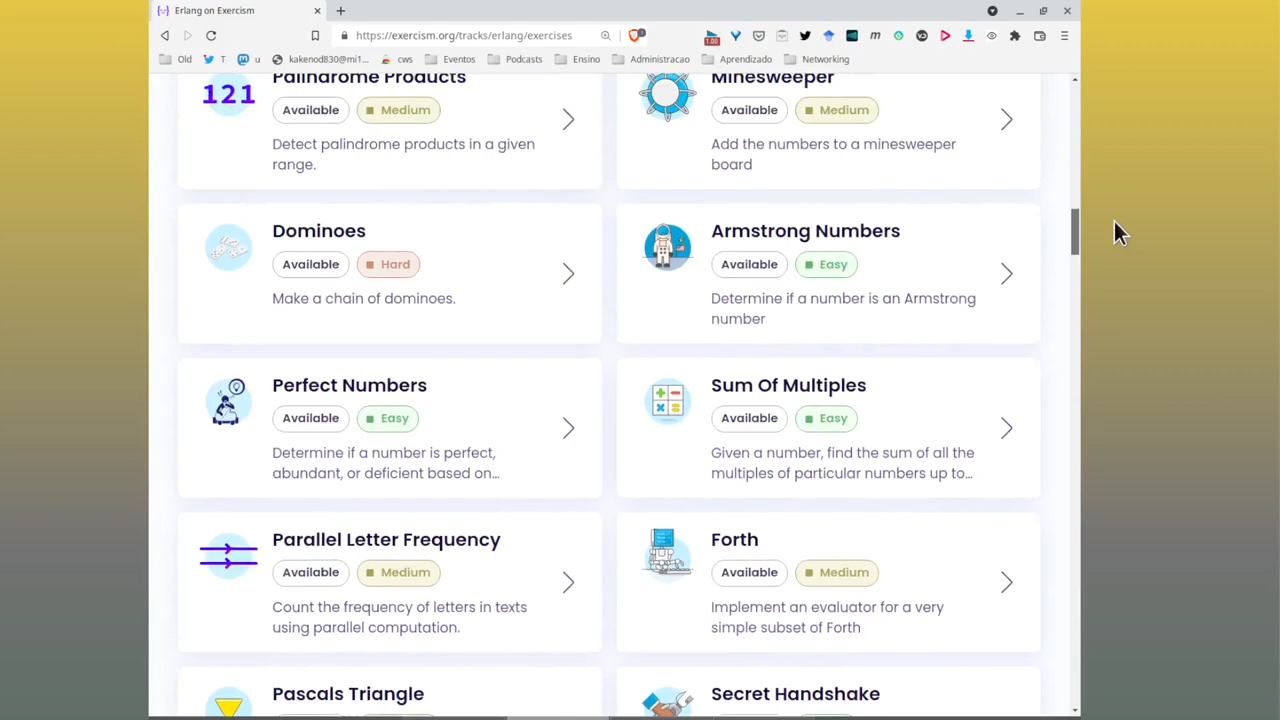 Erlang on Exercism
https://exercism.org/tracks/erlang/exercises
1.00
Old
T
u
kakenod830@mi1...
cws
Eventos
Podcasts
Ensino
Administracao
Aprendizado
Networking
121
Palindrome Products
Available
Medium
Detect palindrome products in a given
range.
Minesweeper
Available
Medium
Add the numbers to a minesweeper
board
Dominoes
Available
Hard
Make a chain of dominoes.
Armstrong Numbers
Available
Easy
Determine if a number is an Armstrong
number
Perfect Numbers
Available
Easy
Determine if a number is perfect,
abundant, or deficient based on...
Sum Of Multiples
Available
Easy
Given a number, find the sum of all the
multiples of particular numbers up to...
Parallel Letter Frequency
Available
Medium
Count the frequency of letters in texts
using parallel computation.
Forth
Available
Medium
Implement an evaluator for a very
simple subset of Forth
Pascals Triangle
Secret Handshake